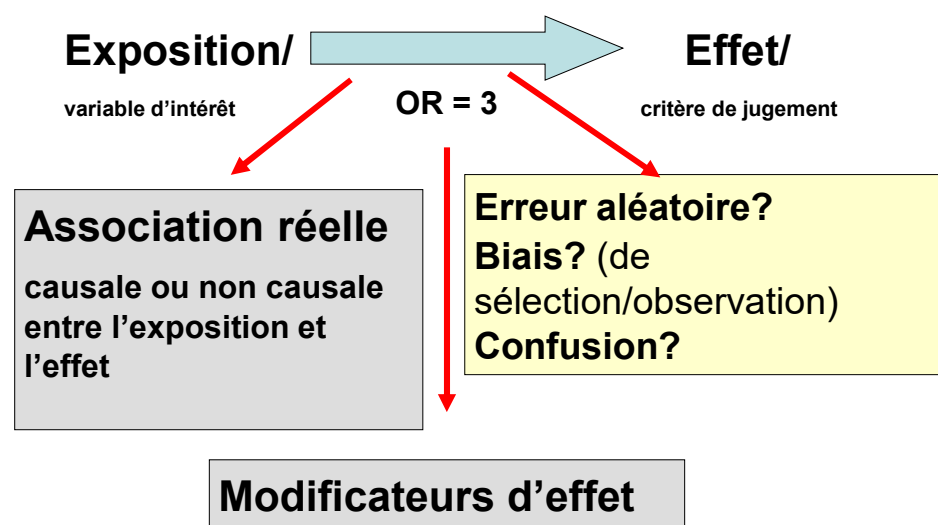 Exposition/
variable d'intérêt
OR = 3
Effet/
critère de jugement
Association réelle
causale ou non causale
entre l'exposition et
l'effet
Erreur aléatoire?
Biais? (de
sélection/observation)
Confusion?
Modificateurs d'effet